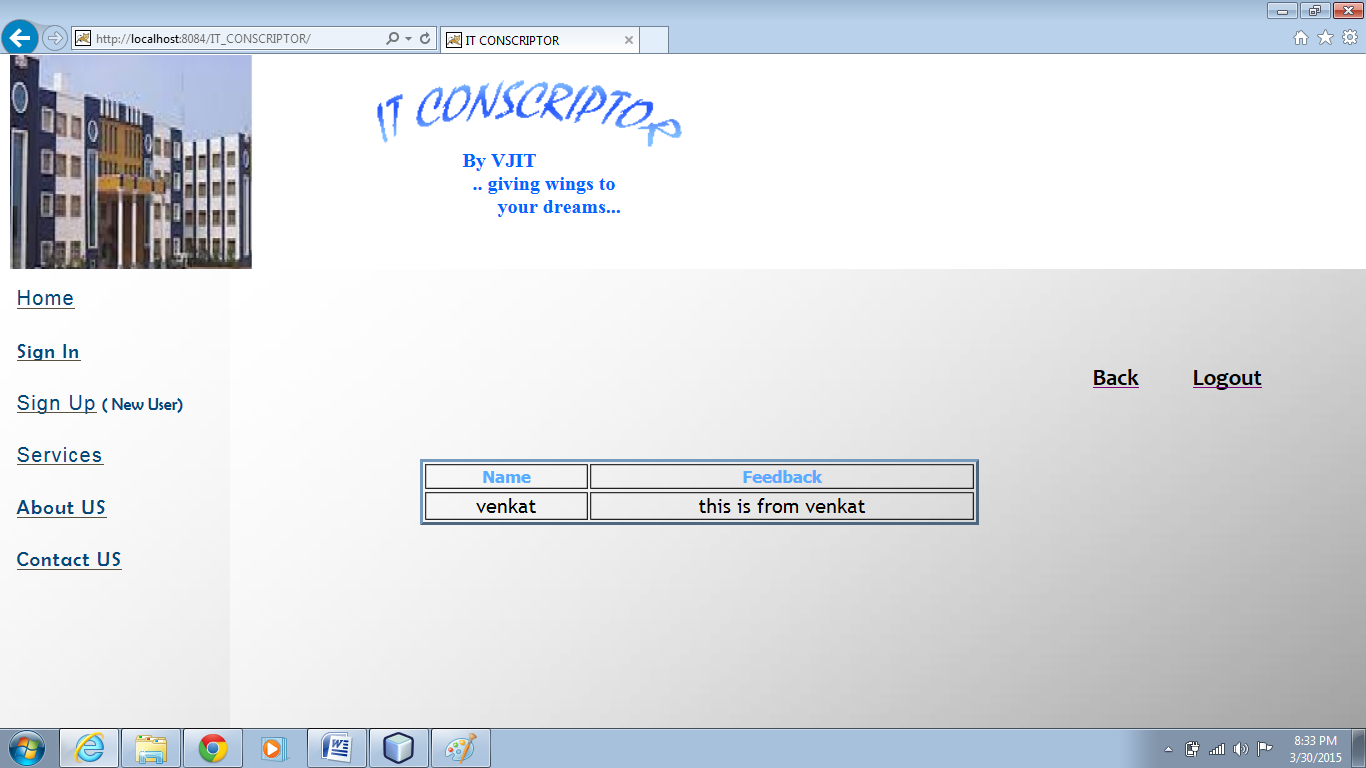 http://localhost:8084/IT_CONSCRIPTOR/
IT CONSCRIPTOR
IT CONSCRIPTOR
By VJIT
.. giving wings to
your dreams...
Home
Sign In
Sign Up ( New User)
Services
About US
Contact US
Back Logout
Name Feedback
venkat this is from venkat
8:33 PM
3/30/2015